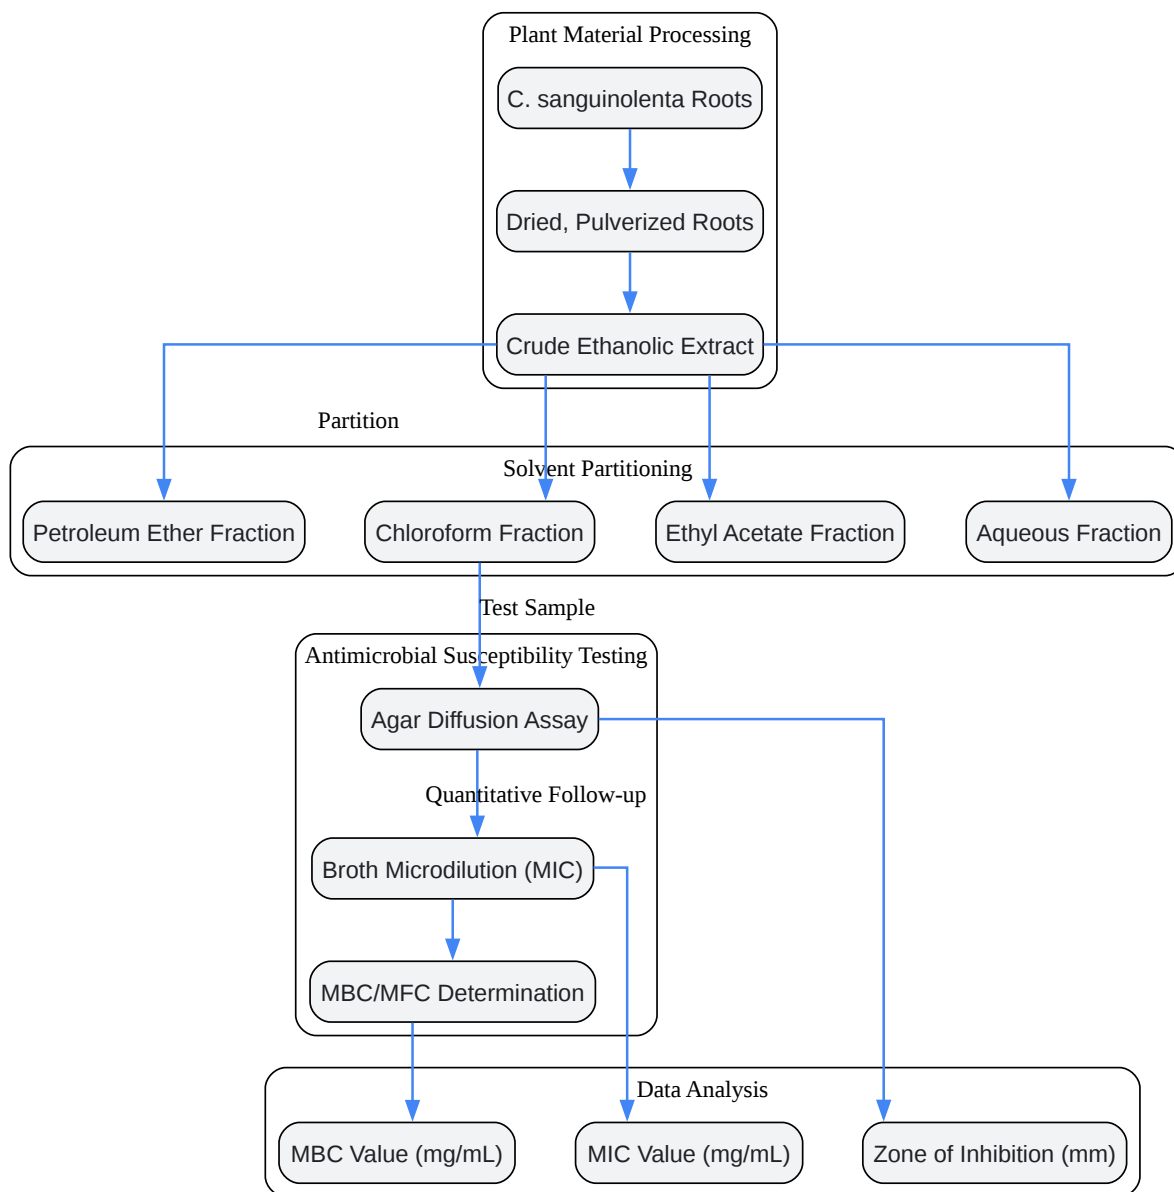 Plant Material Processing
C. sanguinolenta Roots
Dried, Pulverized Roots
Crude Ethanolic Extract
Partition
Solvent Partitioning
Petroleum Ether Fraction
Chloroform Fraction
Ethyl Acetate Fraction
Aqueous Fraction
Test Sample
Antimicrobial Susceptibility Testing
Agar Diffusion Assay
Quantitative Follow-up
Broth Microdilution (MIC)
MBC/MFC Determination
Data Analysis
MBC Value (mg/mL)
MIC Value (mg/mL)
Zone of Inhibition (mm)